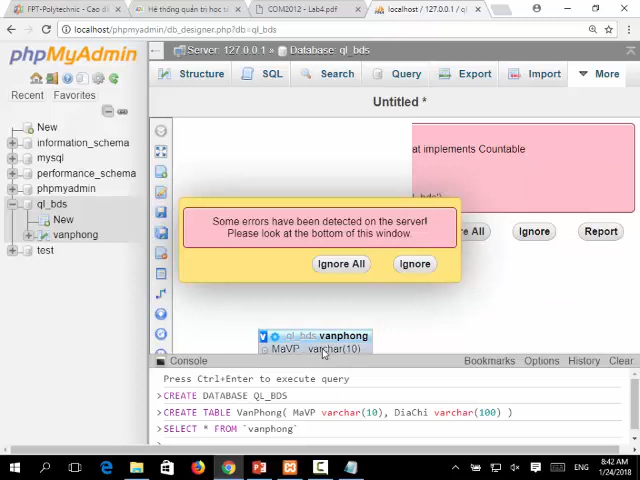 FPT-Polytechnic - Cao đ
Hệ thống quản trị học tậ
COM2012 - Lab4.pdf
localhost / 127.0.0.1 / q
localhost/phpmyadmin/db_designer.php?db=ql_bds
phpMyAdmin
Recent Favorites
New
information_schema
mysql
performance_schema
phpmyadmin
ql_bds
New
vanphong
test
Server: 127.0.0.1 » Database: ql_bds
Structure SQL Search Query Export Import More
Untitled *
at implements Countable
Some errors have been detected on the server!
Please look at the bottom of this window.
Ignore All Ignore
e All Ignore Report
ql_bds vanphong
MaVP varchar(10)
Console Bookmarks Options History Clear
Press Ctrl+Enter to execute query
>CREATE DATABASE QL_BDS
>CREATE TABLE VanPhong( MaVP varchar(10), DiaChi varchar(100) )
>SELECT * FROM `vanphong`
ENG
8:42 AM
1/24/2018